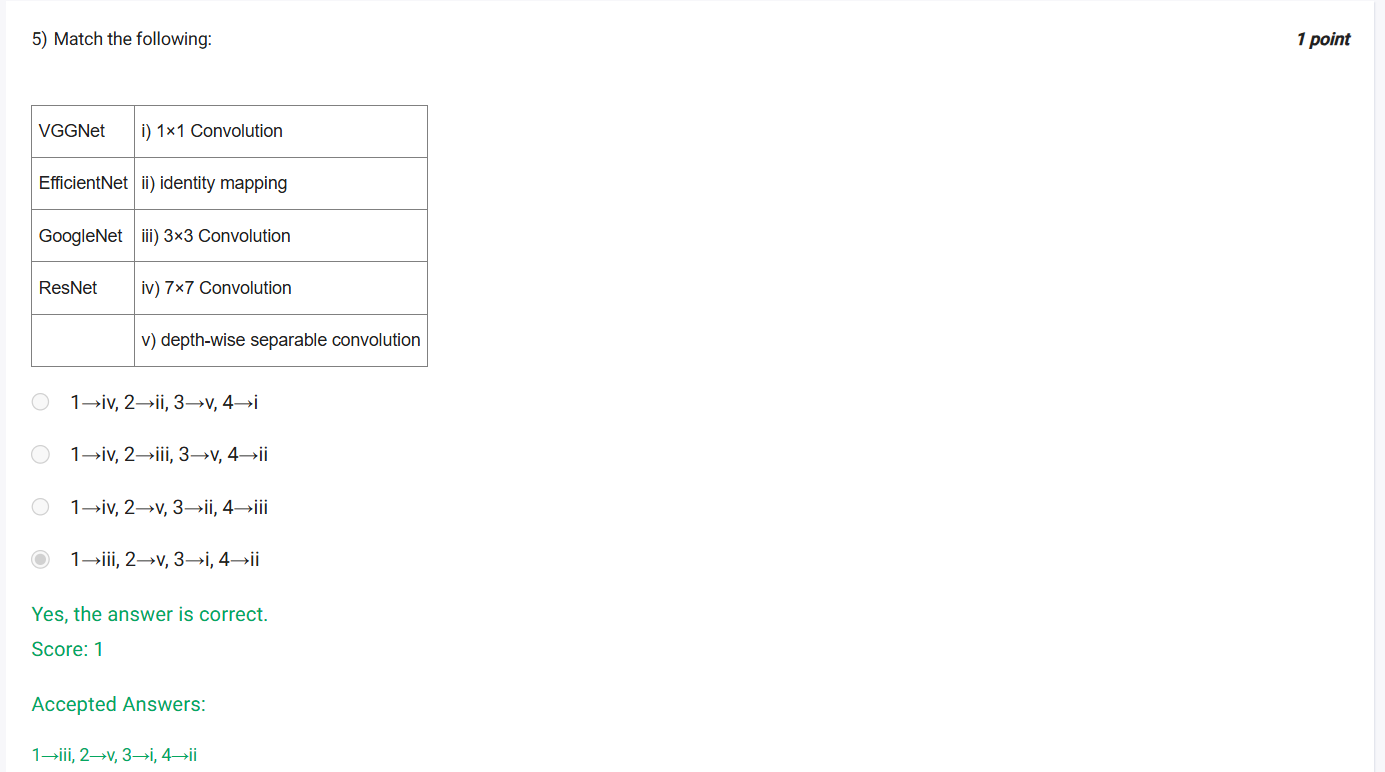 5) Match the following:
1 point
VGGNet i) 1×1 Convolution
EfficientNet ii) identity mapping
GoogleNet iii) 3×3 Convolution
ResNet iv) 7×7 Convolution
v) depth-wise separable convolution
1→iv, 2→ii, 3→v, 4→i
1→iv, 2→iii, 3→v, 4→ii
1→iv, 2→v, 3→ii, 4→iii
1→iii, 2→v, 3→i, 4→ii
Yes, the answer is correct.
Score: 1
Accepted Answers:
1→iii, 2→v, 3→i, 4→ii